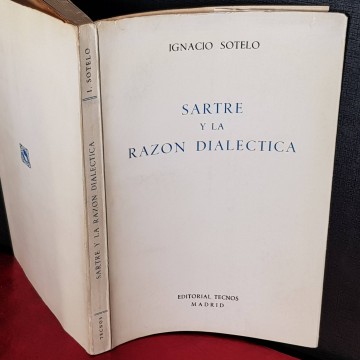 I. SOTELO
SARTRE Y LA RAZON DIALECTICA
TECNOS
IGNACIO SOTELO
SARTRE
Y LA
RAZON DIALECTICA
EDITORIAL TECNOS
MADRID